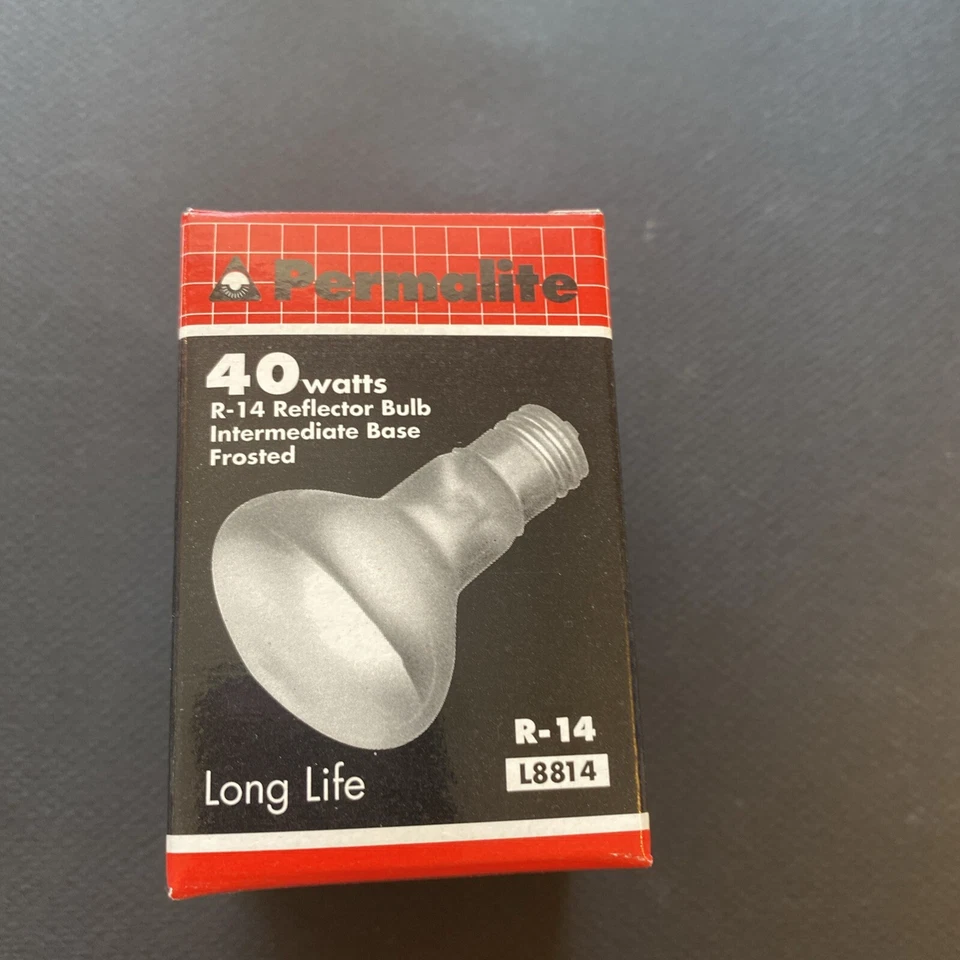 Permalite
40 watts
R-14 Reflector Bulb
Intermediate Base
Frosted
R-14
L8814
Long Life